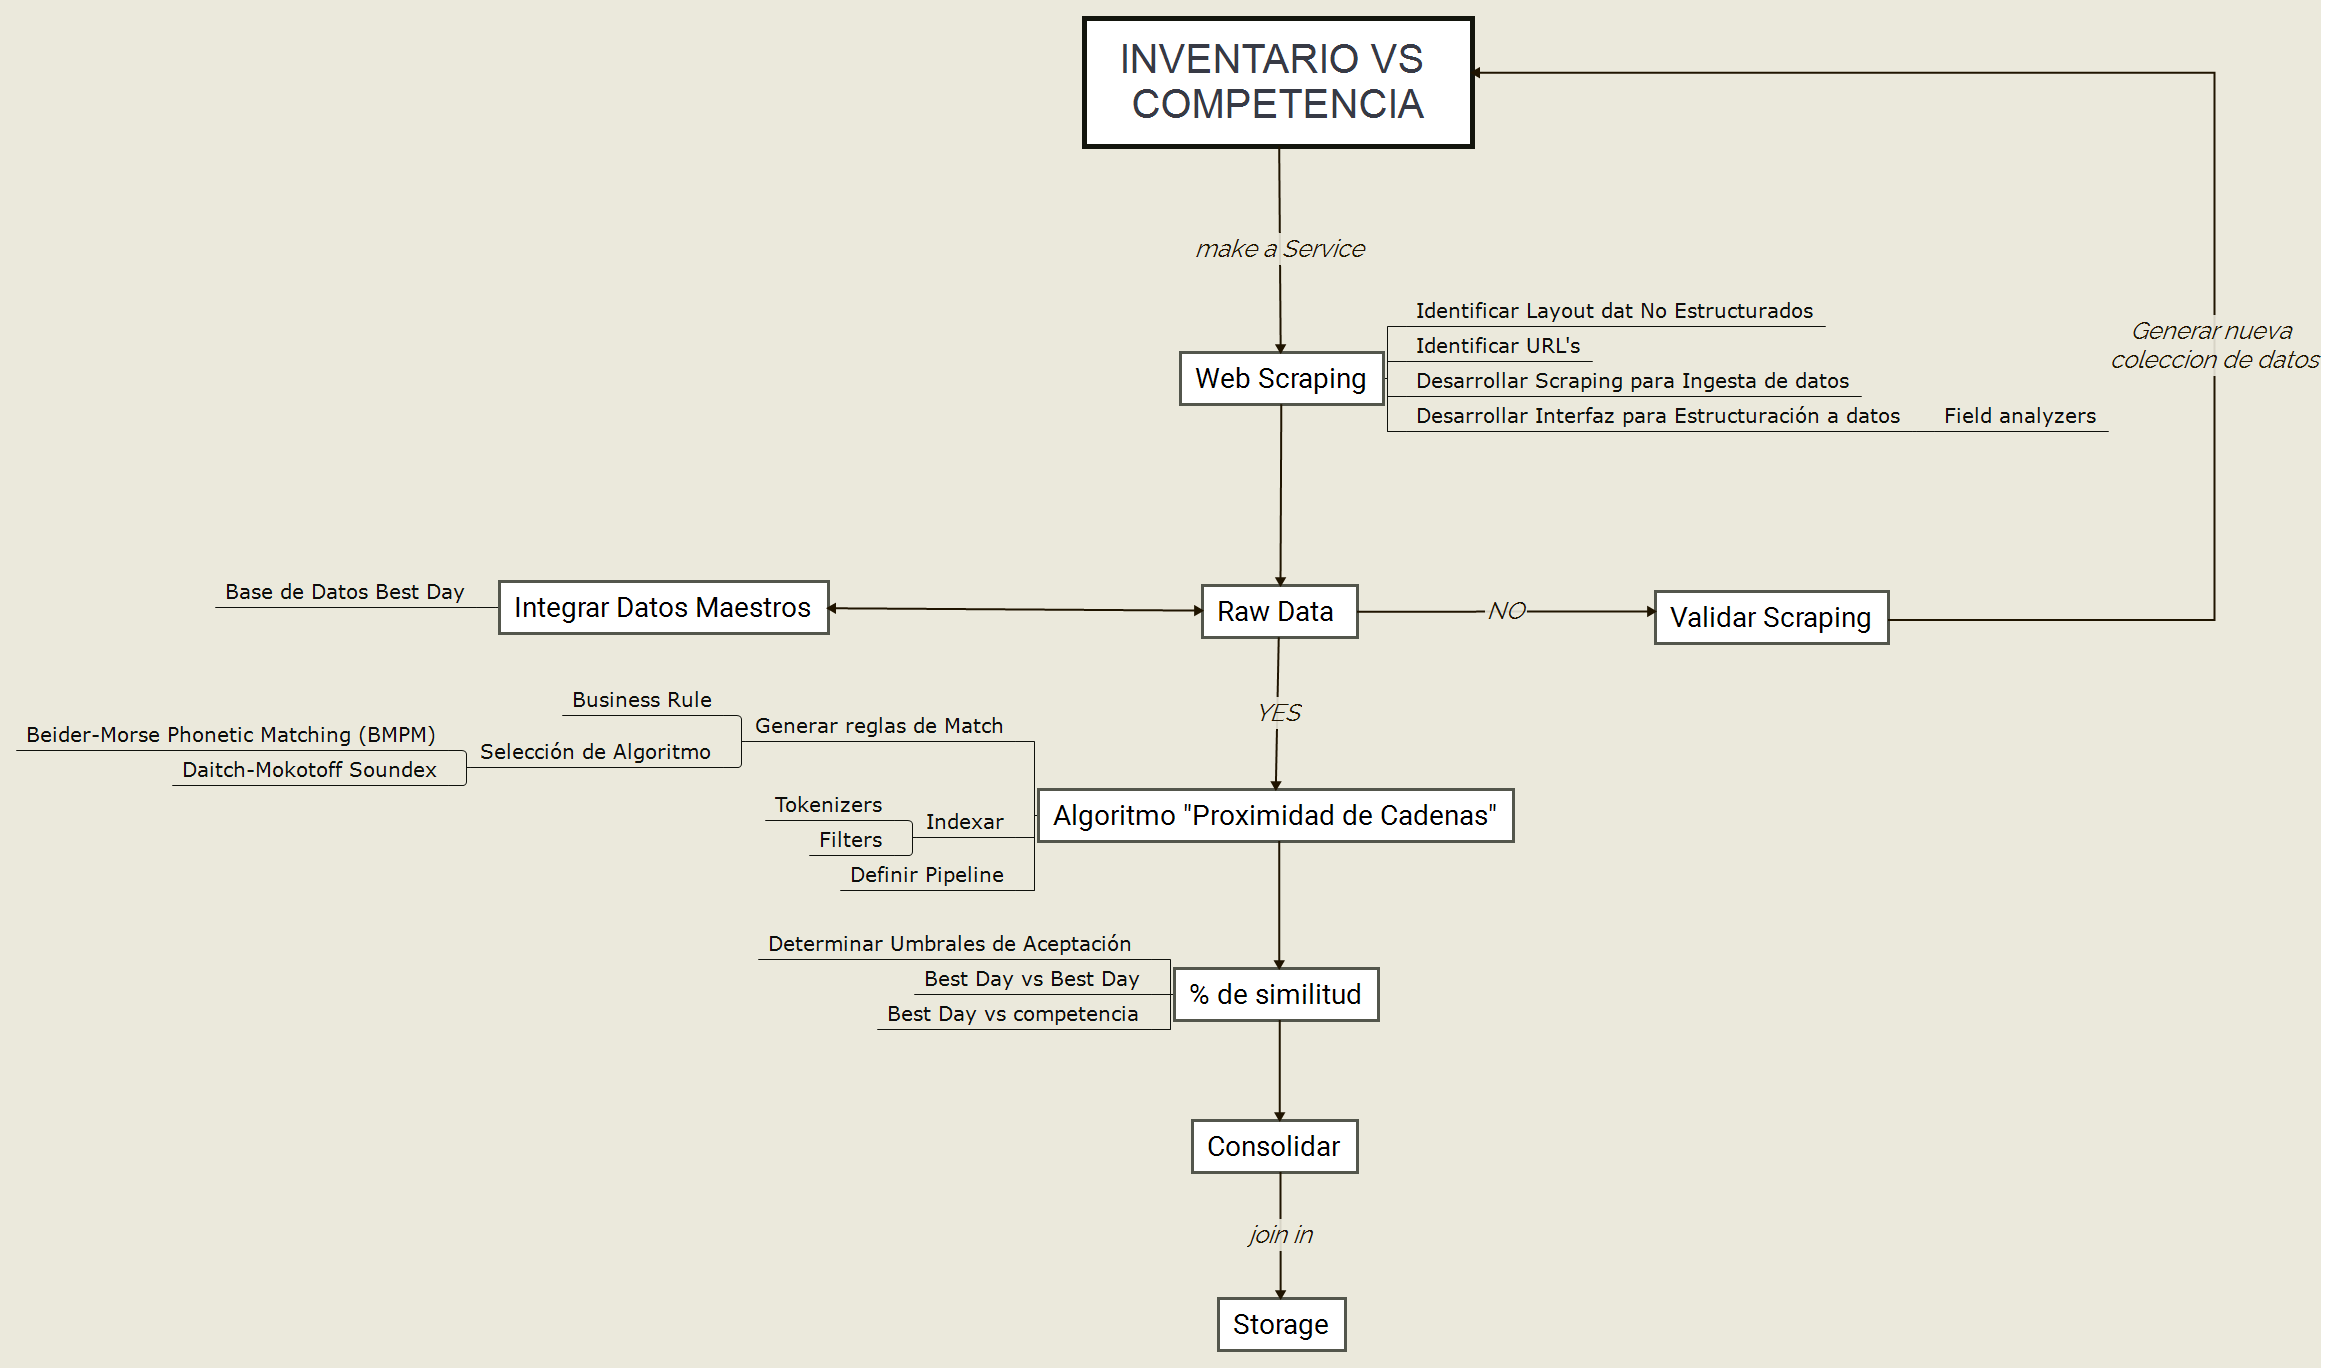 INVENTARIO VS
COMPETENCIA
make a Service
Identificar Layout dat No Estructurados
Identificar URL's
Web Scraping
Desarrollar Scraping para Ingesta de datos
Desarrollar Interfaz para Estructuración a datos
Field analyzers
Generar nueva
coleccion de datos
Base de Datos Best Day
Integrar Datos Maestros
Raw Data
NO
Validar Scraping
YES
Business Rule
Generar reglas de Match
Beider-Morse Phonetic Matching (BMPM)
Selección de Algoritmo
Daitch-Mokotoff Soundex
Tokenizers
Indexar
Filters
Definir Pipeline
Algoritmo "Proximidad de Cadenas"
Determinar Umbrales de Aceptación
Best Day vs Best Day
Best Day vs competencia
% de similitud
Consolidar
join in
Storage